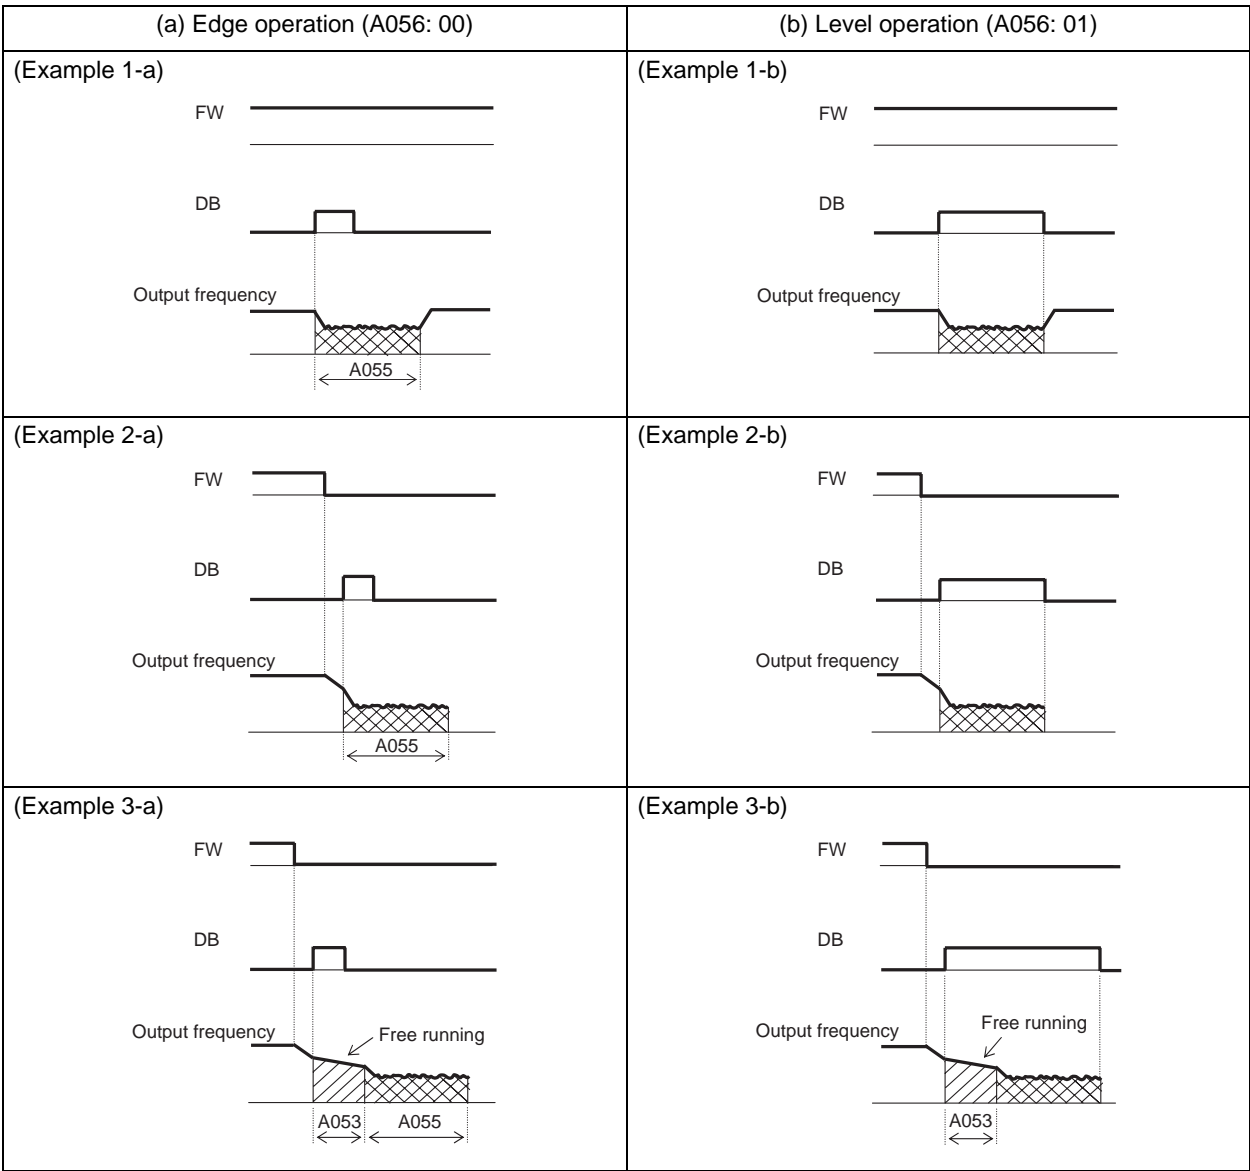 (a) Edge operation (A056: 00)
(b) Level operation (A056: 01)
(Example 1-a)
FW
DB
Output frequency
A055
(Example 1-b)
FW
DB
Output frequency
(Example 2-a)
FW
DB
Output frequency
A055
(Example 2-b)
FW
DB
Output frequency
(Example 3-a)
FW
DB
Output frequency
Free running
A053
A055
(Example 3-b)
FW
DB
Output frequency
Free running
A053